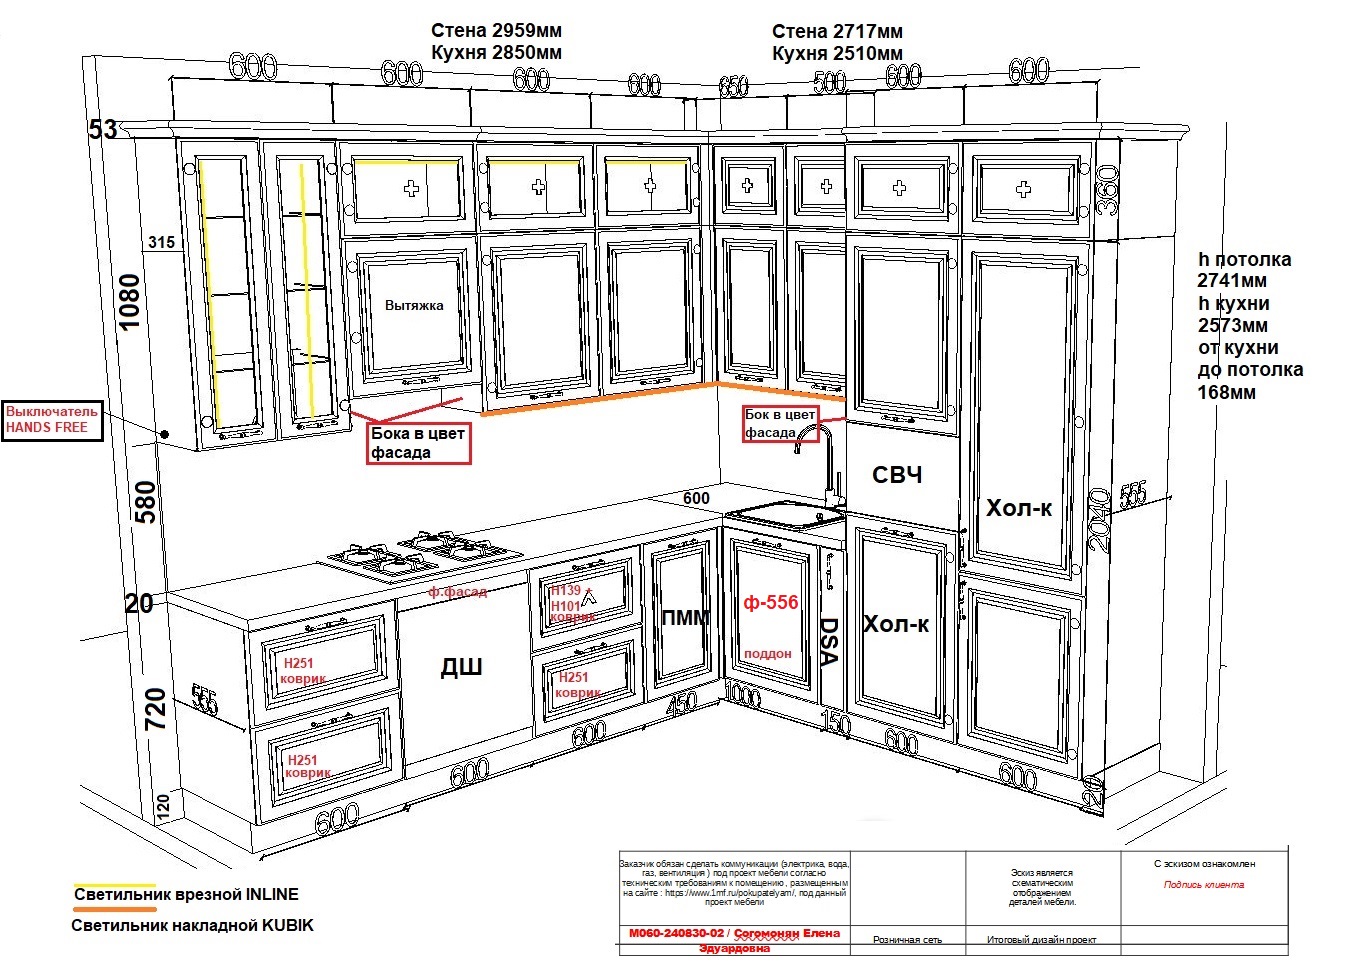 Стена 2959мм
Кухня 2850мм
Стена 2717мм
Кухня 2510мм
600
600
600
600
650
500
600
600
53
360
315
1080
Вытяжка
h потолка
2741мм
h кухни
2573мм
от кухни
до потолка
168мм
Выключатель
HANDS FREE
Бока в цвет
фасада
Бок в цвет
фасада
СВЧ
580
600
Хол-к
555
2040
20
ф.фасад
H139 +
H101
коврик
ПММ
ф-556
поддон
DSA
Хол-к
H251
коврик
ДШ
H251
коврик
555
720
H251
коврик
120
600
600
600
450
1000
150
600
600
120
Светильник врезной INLINE
Светильник накладной KUBIK
Заказчик обязан сделать коммуникации (электрика, вода,
газ, вентиляция ) под проект мебели согласно
техническим требованиям к помещению, размещенным
на сайте : https://www.1mf.ru/pokupatelyam/, под данный
проект мебели
Эскиз является
схематическим
отображением
деталей мебели.
С эскизом ознакомлен
Подпись клиента
М060-240830-02 / Согомонян Елена
Эдуардовна
Розничная сеть
Итоговый дизайн проект